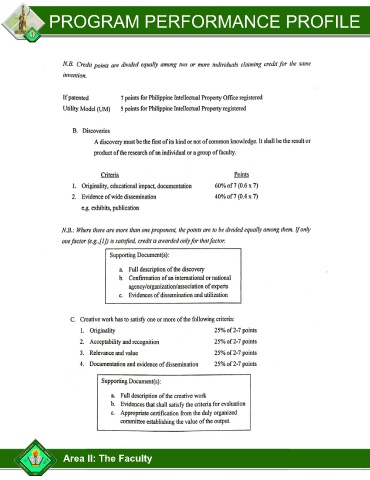 PROGRAM PERFORMANCE PROFILE
N.B. Credit points are divided equally among two or more individuals claiming credit for the same
invention.
If patented 7 points for Philippine Intellectual Property Office registered
Utility Model (UM) 5 points for Philippine Intellectual Property registered
B. Discoveries
A discovery must be the first of its kind or not of common knowledge. It shall be the result or
product of the research of an individual or a group of faculty.
Criteria Points
1. Originality, educational impact, documentation 60% of 7 (0.6 x 7)
2. Evidence of wide dissemination 40% of 7 (0.4 x 7)
e.g. exhibits, publication
N.B.: Where there are more than one proponent, the points are to be divided equally among them. If only
one factor (e.g.,[1]) is satisfied, credit is awarded only for that factor.
Supporting Document(s):
a. Full description of the discovery
b. Confirmation of an international or national
agency/organization/association of experts
c. Evidences of dissemination and utilization
C. Creative work has to satisfy one or more of the following criteria:
1. Originality 25% of 2-7 points
2. Acceptability and recognition 25% of 2-7 points
3. Relevance and value 25% of 2-7 points
4. Documentation and evidence of dissemination 25% of 2-7 points
Supporting Document(s):
a. Full description of the creative work
b. Evidences that shall satisfy the criteria for evaluation
c. Appropriate certification from the duly organized
committee establishing the value of the output.
Area II: The Faculty